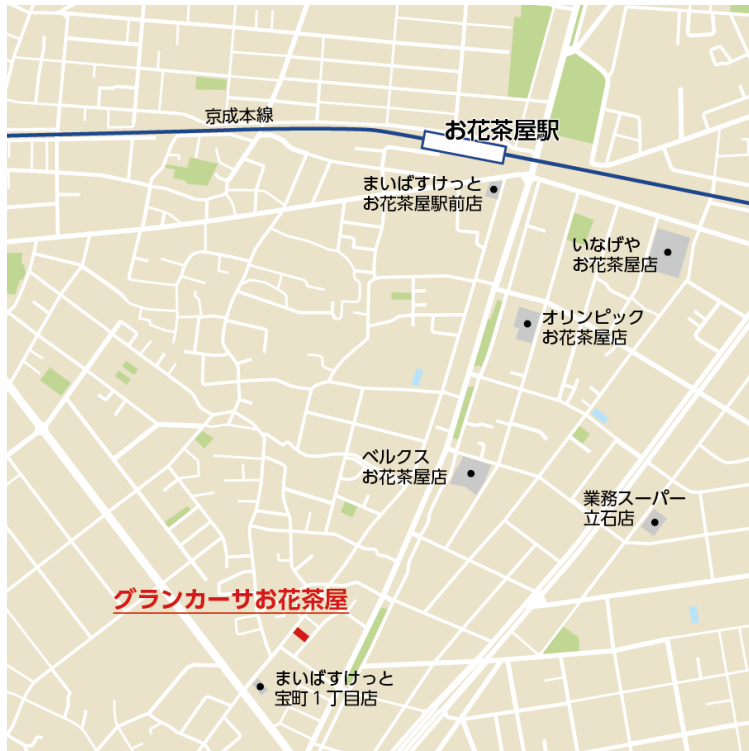 京成本線
お花茶屋駅
まいばすけっと
お花茶屋駅前店
いなげや
お花茶屋店
オリンピック
お花茶屋店
ベルクス
お花茶屋店
業務スーパー
立石店
グランカーサお花茶屋
まいばすけっと
宝町1丁目店